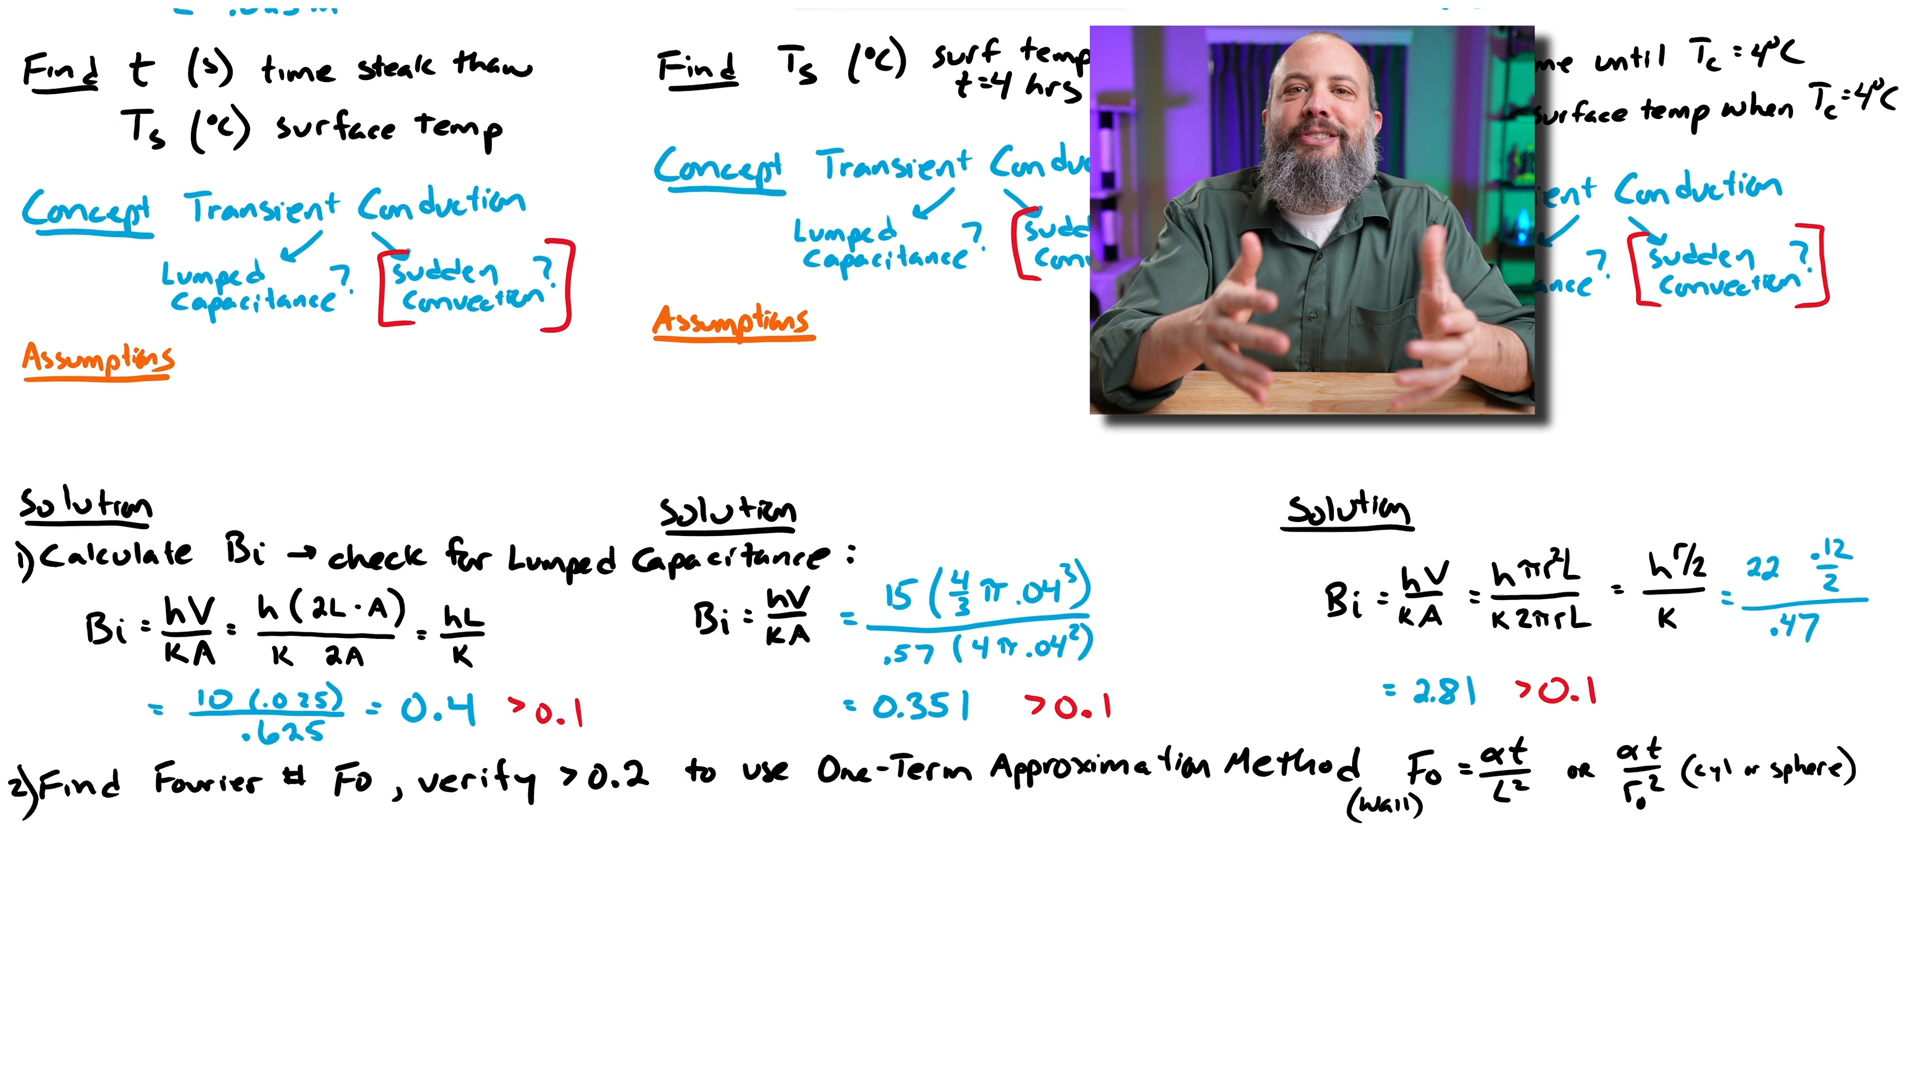 Find t (s) time steak thaw
Ts (°C) surface temp
Concept Transient Conduction
Lumped Capacitance? [Sudden Convection?]
Assumptions
Find Ts (°C) surf temp
t=4 hrs
Concept Transient
Lumped Capacitance?
Assumptions
until Tc = 4°C
surface temp when Tc = 4°C
Conduction
[Sudden Convection?]
Solution
Solution
Solution
1) Calculate Bi → check for Lumped Capacitance:
Bi = hV/KA = h(2L·A)/K 2A = hL/K
= 10(.025)/.625 = 0.4 >0.1
Bi = hV/KA = 15(4/3 π .04³)/.57(4π .04²)
= 0.351 >0.1
Bi = hV/KA = hπr²L/K2πrL = h r/2/K = 22 .12/2/.47
= 2.81 >0.1
2) Find Fourier # Fo, verify >0.2 to use One-Term Approximation Method Fo = αt/L² or αt/ro² (cyl or sphere)
(wall)